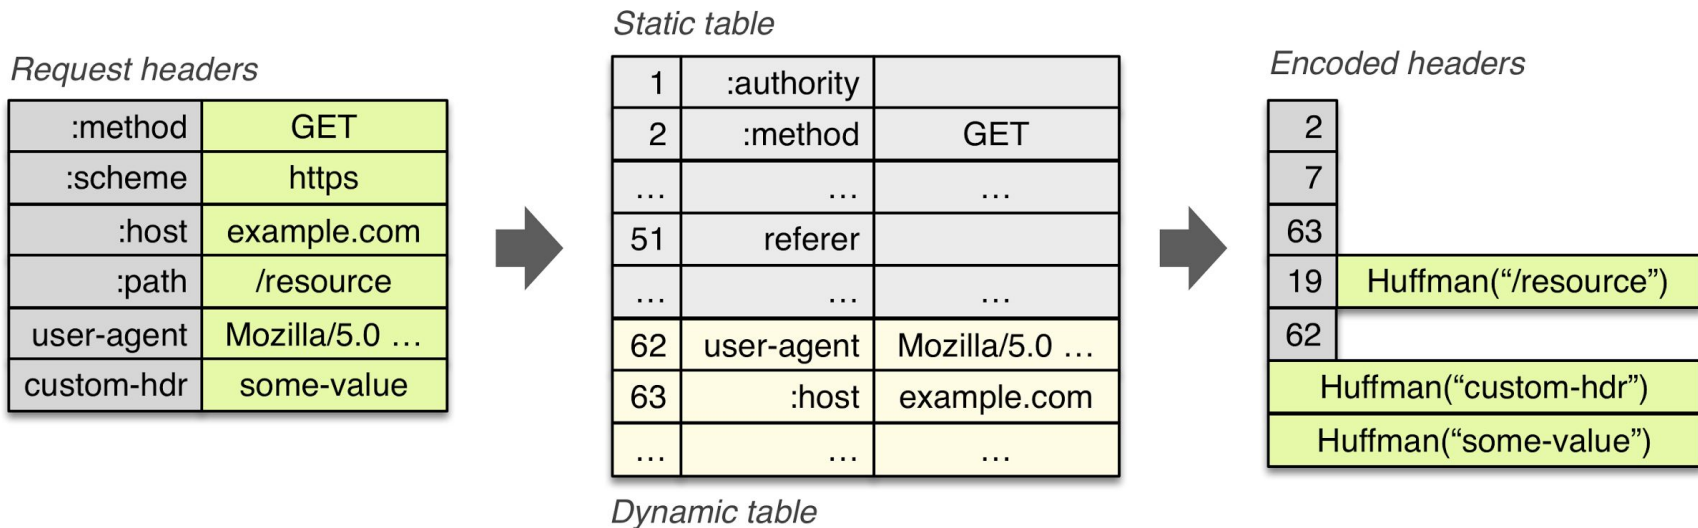 Request headers
:method GET
:scheme https
:host example.com
:path /resource
user-agent Mozilla/5.0 …
custom-hdr some-value
Static table
1 :authority
2 :method GET
… … …
51 referer
… … …
62 user-agent Mozilla/5.0 …
63 :host example.com
… … …
Dynamic table
Encoded headers
2
7
63
19 Huffman(“/resource”)
62
Huffman(“custom-hdr”)
Huffman(“some-value”)